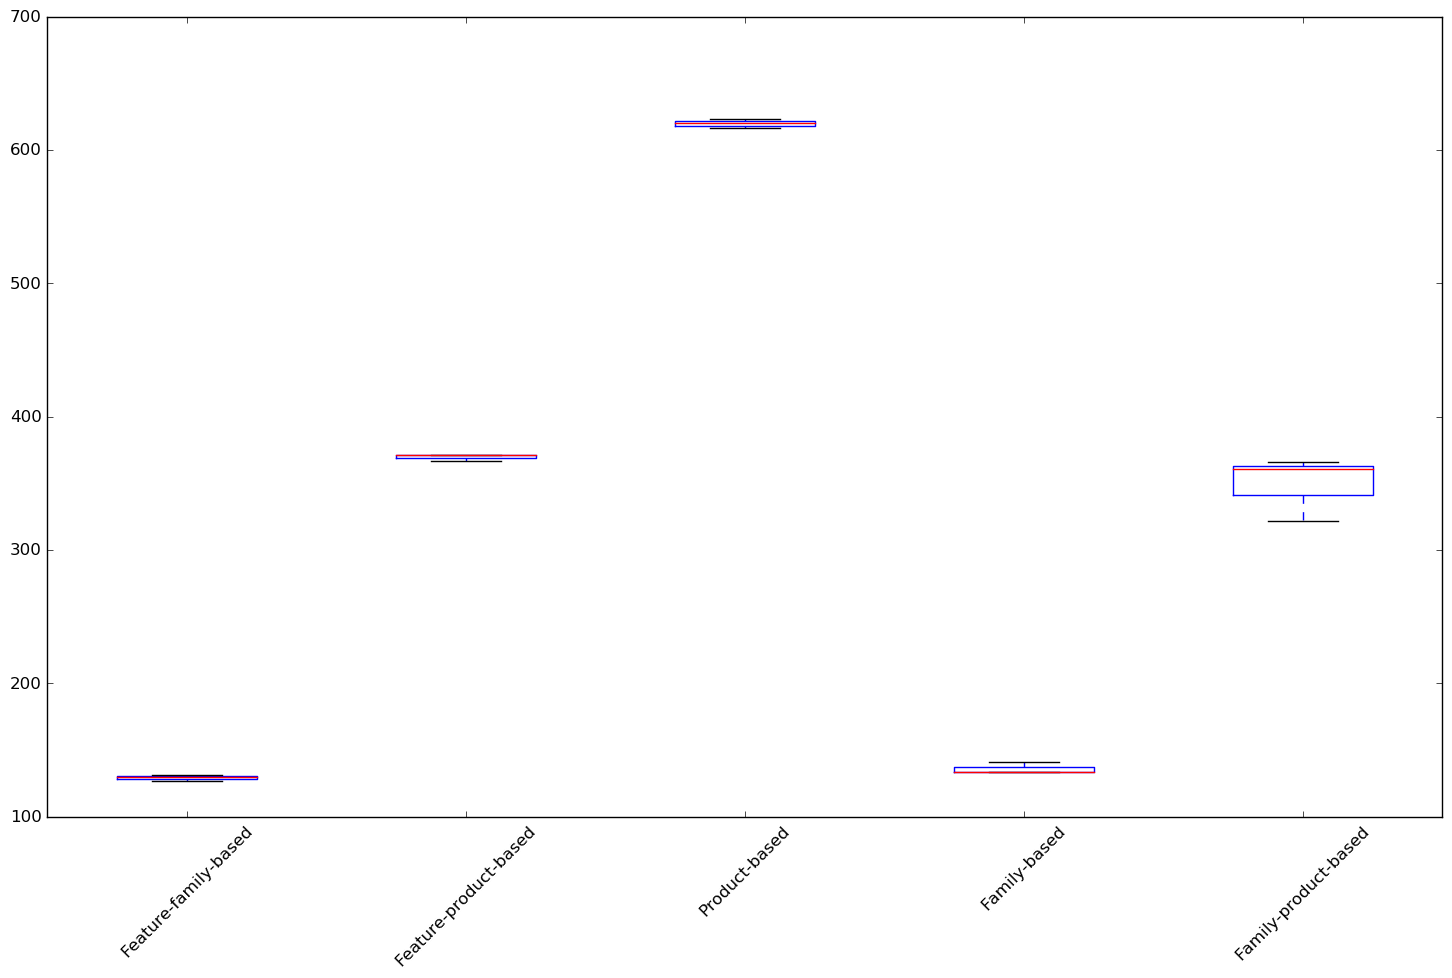 700
600
500
400
300
200
100
Feature-family-based
Feature-product-based
Product-based
Family-based
Family-product-based